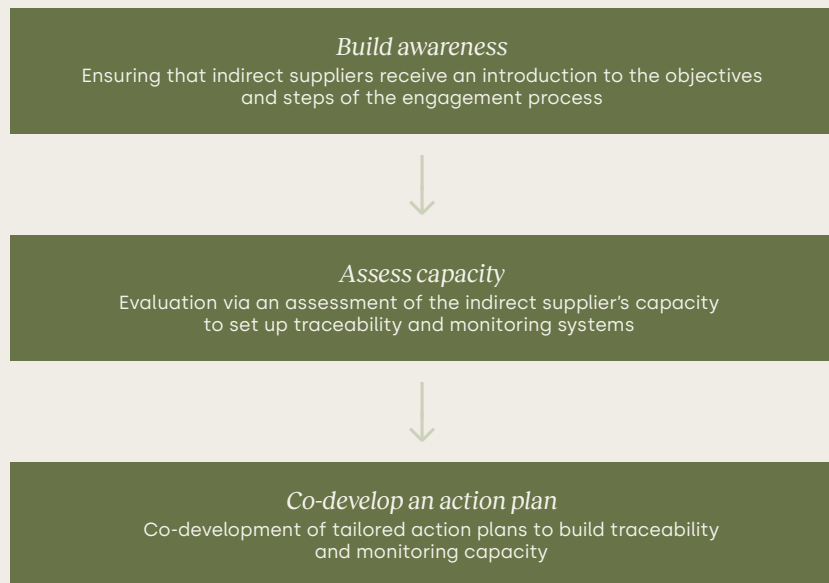 Build awareness
Ensuring that indirect suppliers receive an introduction to the objectives
and steps of the engagement process
Assess capacity
Evaluation via an assessment of the indirect supplier’s capacity
to set up traceability and monitoring systems
Co-develop an action plan
Co-development of tailored action plans to build traceability
and monitoring capacity